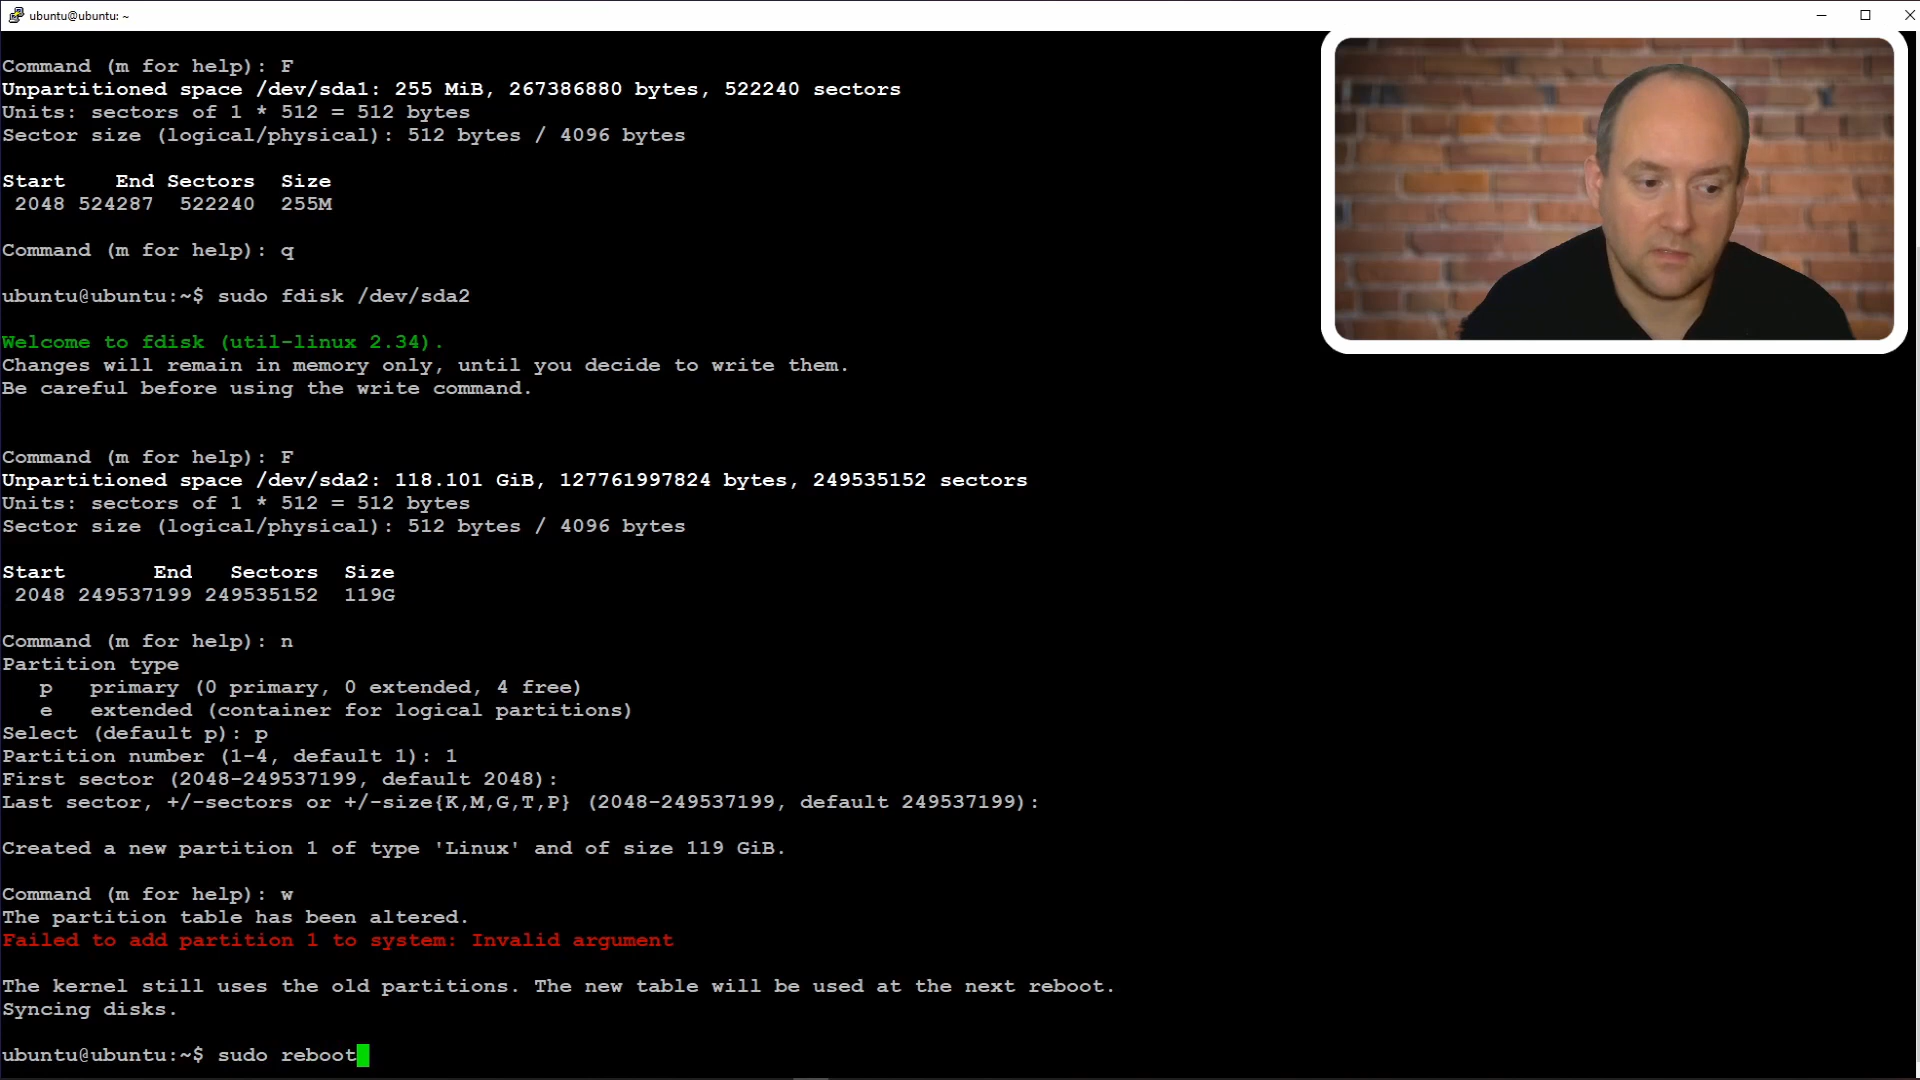 ubuntu@ubuntu: ~
Command (m for help): F
Unpartitioned space /dev/sda1: 255 MiB, 267386880 bytes, 522240 sectors
Units: sectors of 1 * 512 = 512 bytes
Sector size (logical/physical): 512 bytes / 4096 bytes
Start    End Sectors  Size
2048 524287  522240  255M
Command (m for help): q
ubuntu@ubuntu:~$ sudo fdisk /dev/sda2
Welcome to fdisk (util-linux 2.34).
Changes will remain in memory only, until you decide to write them.
Be careful before using the write command.
Command (m for help): F
Unpartitioned space /dev/sda2: 118.101 GiB, 127761997824 bytes, 249535152 sectors
Units: sectors of 1 * 512 = 512 bytes
Sector size (logical/physical): 512 bytes / 4096 bytes
Start       End   Sectors  Size
2048 249537199 249535152  119G
Command (m for help): n
Partition type
p   primary (0 primary, 0 extended, 4 free)
e   extended (container for logical partitions)
Select (default p): p
Partition number (1-4, default 1): 1
First sector (2048-249537199, default 2048):
Last sector, +/-sectors or +/-size{K,M,G,T,P} (2048-249537199, default 249537199):
Created a new partition 1 of type 'Linux' and of size 119 GiB.
Command (m for help): w
The partition table has been altered.
Failed to add partition 1 to system: Invalid argument
The kernel still uses the old partitions. The new table will be used at the next reboot.
Syncing disks.
ubuntu@ubuntu:~$ sudo reboot